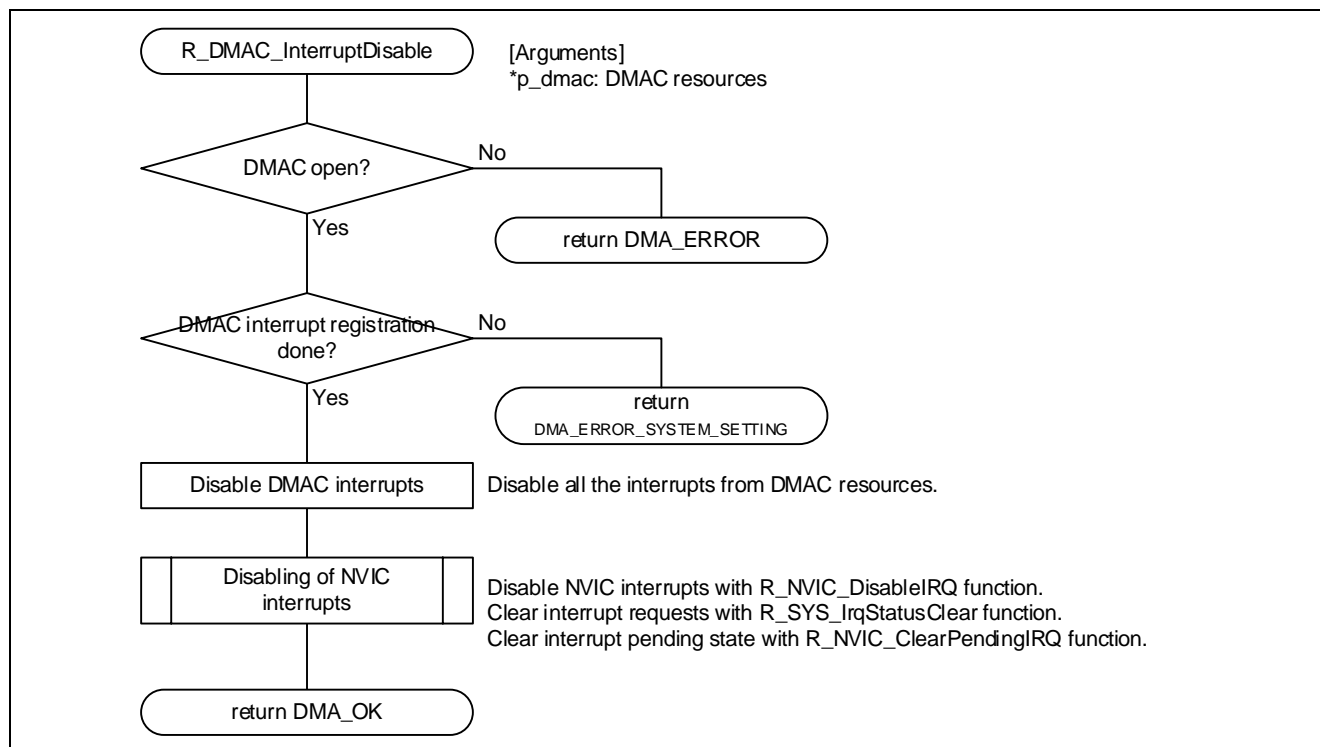 R_DMAC_InterruptDisable
[Arguments]
*p_dmac: DMAC resources
DMAC open?
No
Yes
return DMA_ERROR
DMAC interrupt registration
done?
No
Yes
return
DMA_ERROR_SYSTEM_SETTING
Disable DMAC interrupts
Disable all the interrupts from DMAC resources.
Disabling of NVIC
interrupts
Disable NVIC interrupts with R_NVIC_DisableIRQ function.
Clear interrupt requests with R_SYS_IrqStatusClear function.
Clear interrupt pending state with R_NVIC_ClearPendingIRQ function.
return DMA_OK